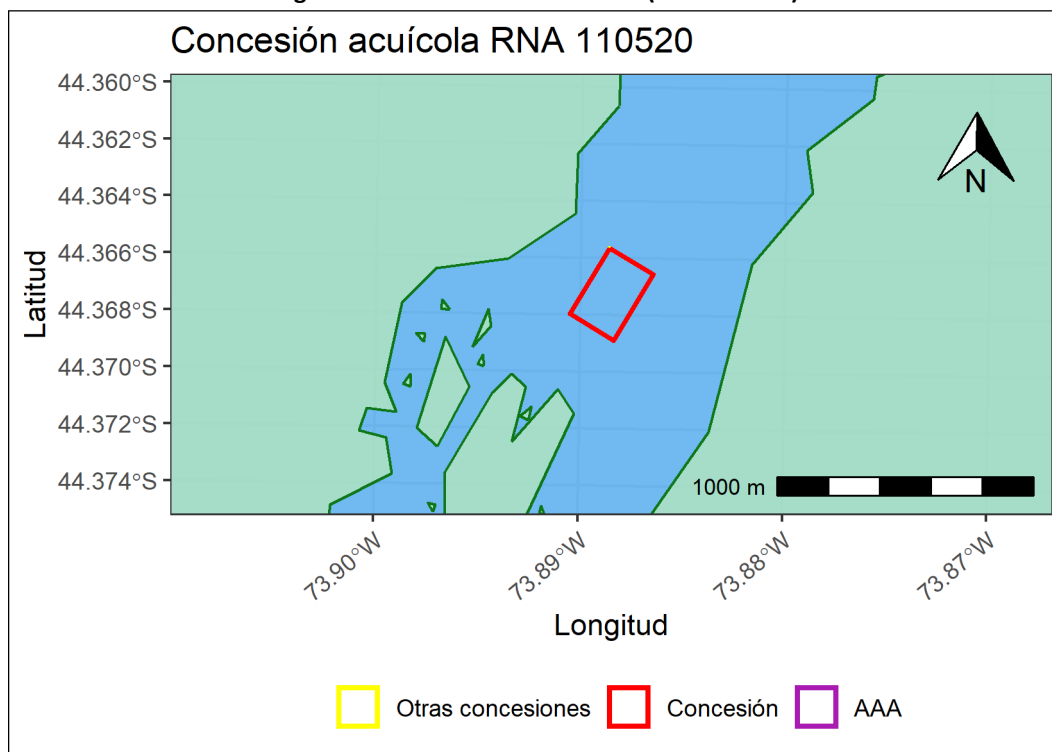 Concesión acuícola RNA 110520
44.360°S
44.362°S
44.364°S
44.366°S
44.368°S
44.370°S
44.372°S
44.374°S
Latitud
N
1000 m
73.90°W
73.89°W
73.88°W
73.87°W
Longitud
Otras concesiones
Concesión
AAA